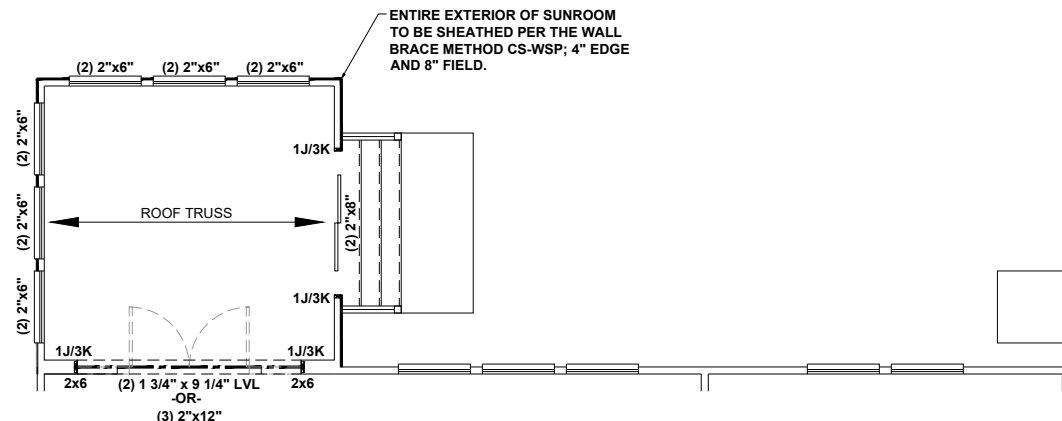 ENTIRE EXTERIOR OF SUNROOM
TO BE SHEATHED PER THE WALL
BRACE METHOD CS-WSP; 4" EDGE
AND 8" FIELD.
(2) 2"x6"
(2) 2"x6"
(2) 2"x6"
(2) 2"x6"
1J/3K
(2) 2"x6"
ROOF TRUSS
(2) 2"x8"
(2) 2"x6"
1J/3K
1J/3K
1J/3K
2x6
(2) 1 3/4" x 9 1/4" LVL
2x6
-OR-
(3) 2"x12"